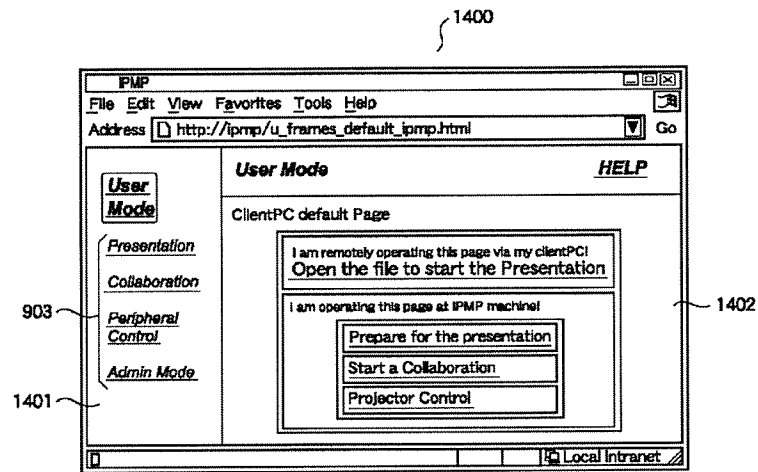 1400
IPMP
File Edit View Favorites Tools Help
Address http://ipmp/u_frames_default_ipmp.html Go
User Mode
User Mode HELP
ClientPC default Page
Presentation
Collaboration
Peripheral Control
Admin Mode
I am remotely operating this page via my clientPC!
Open the file to start the Presentation
I am operating this page at IPMP machine!
Prepare for the presentation
Start a Collaboration
Projector Control
903
1401
1402
Local intranet